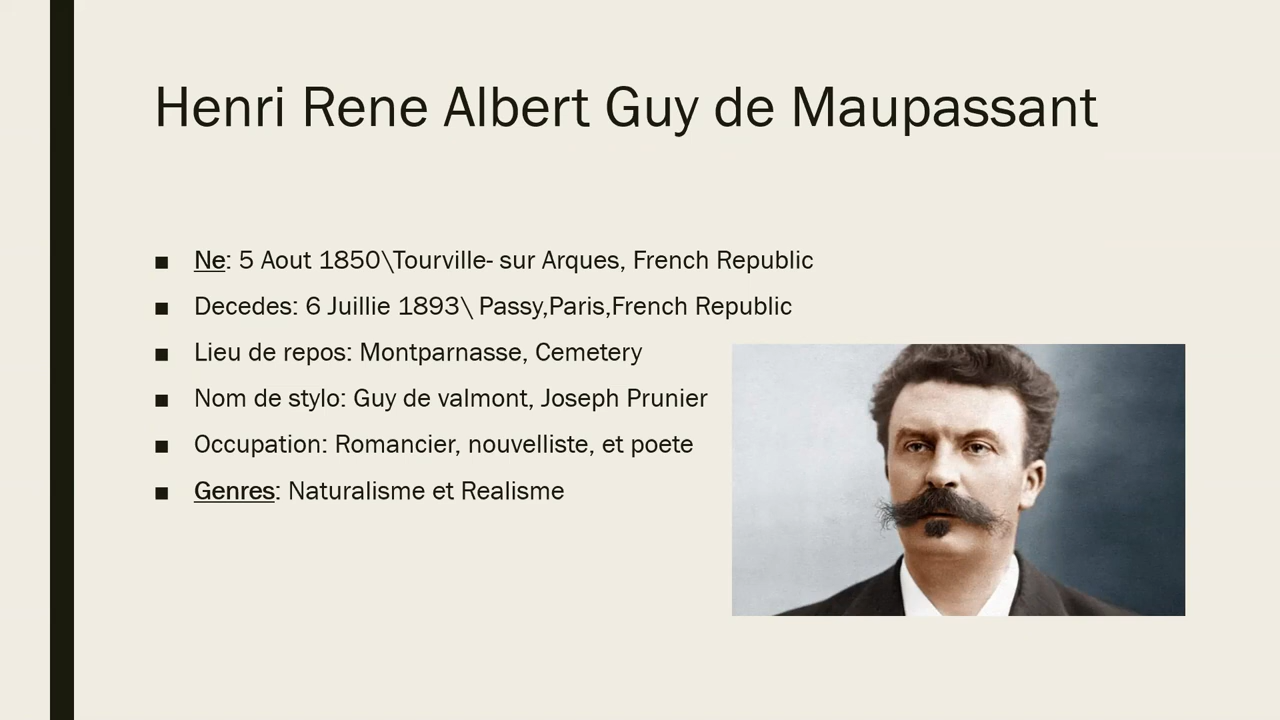 Henri Rene Albert Guy de Maupassant
Ne: 5 Aout 1850\Tourville- sur Arques, French Republic
Decedes: 6 Juillie 1893\ Passy,Paris,French Republic
Lieu de repos: Montparnasse, Cemetery
Nom de stylo: Guy de valmont, Joseph Prunier
Occupation: Romancier, nouvelliste, et poete
Genres: Naturalisme et Realisme